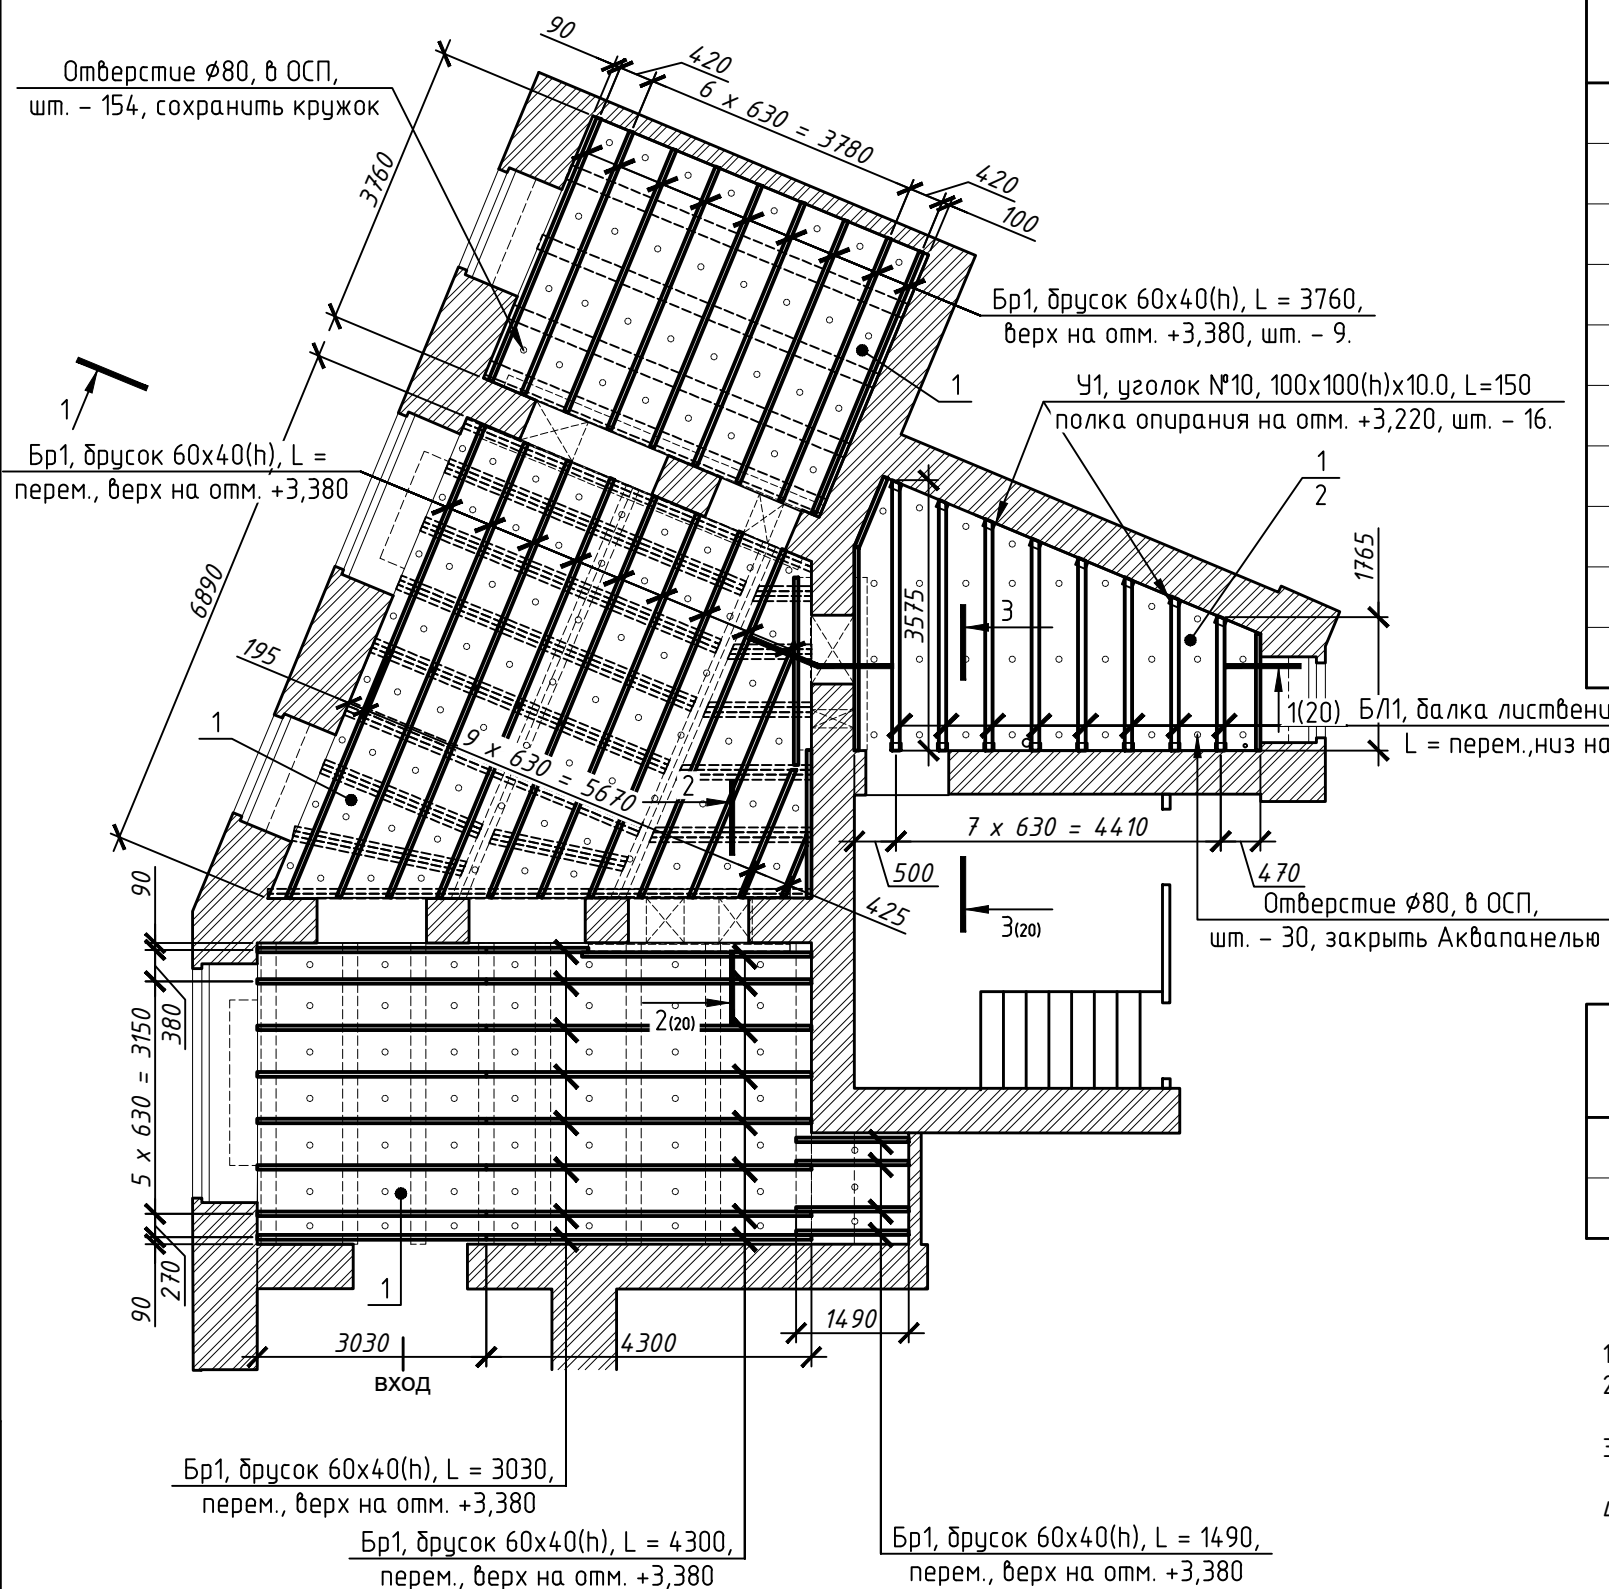 90
420
6 x 630 = 3780
420
100
Отверстие Ø80, в ОСП,
шт. - 154, сохранить кружок
3760
Бр1, брусок 60х40(h), L = 3760,
верх на отм. +3,380, шт. - 9.
1
У1, уголок №10, 100х100(h)х10.0, L=150
полка опирания на отм. +3,220, шт. - 16.
1
2
1
Бр1, брусок 60х40(h), L =
перем., верх на отм. +3,380
6890
195
1
9 x 630 = 5670
2
425
3575
3
1765
1(20)
БЛ1, балка
L = перем.,низ
7 x 630 = 4410
500
470
Отверстие Ø80, в ОСП,
шт. - 30, закрыть Аквапанелью
3(20)
2(20)
90
380
5 x 630 = 3150
270
90
1
3030
4300
1490
вход
Бр1, брусок 60х40(h), L = 3030,
перем., верх на отм. +3,380
Бр1, брусок 60х40(h), L = 4300,
перем., верх на отм. +3,380
Бр1, брусок 60х40(h), L = 1490,
перем., верх на отм. +3,380
1
2
3